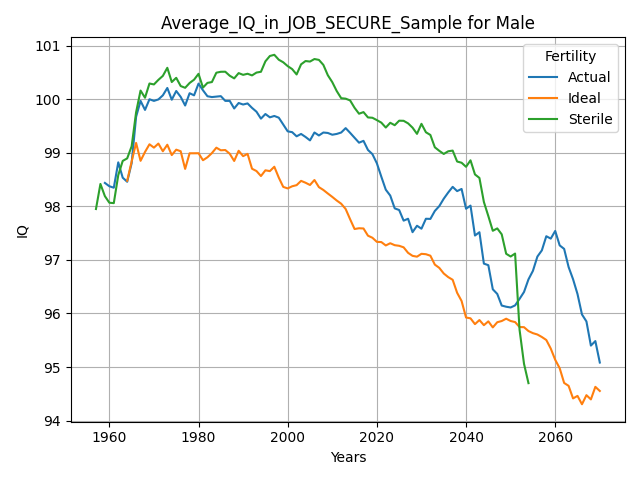 Average_IQ_in_JOB_SECURE_Sample for Male
IQ
101
100
99
98
97
96
95
94
1960
1980
2000
2020
2040
2060
Years
Fertility
Actual
Ideal
Sterile